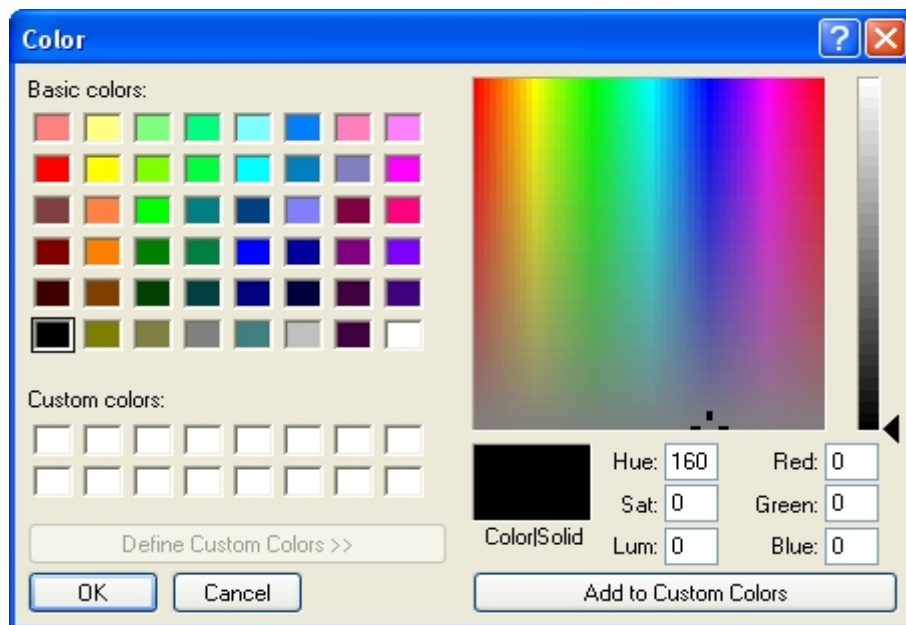 Color
Basic colors:
Custom colors:
Define Custom Colors >>
OK Cancel
Color|Solid
Hue: 160 Red: 0
Sat: 0 Green: 0
Lum: 0 Blue: 0
Add to Custom Colors